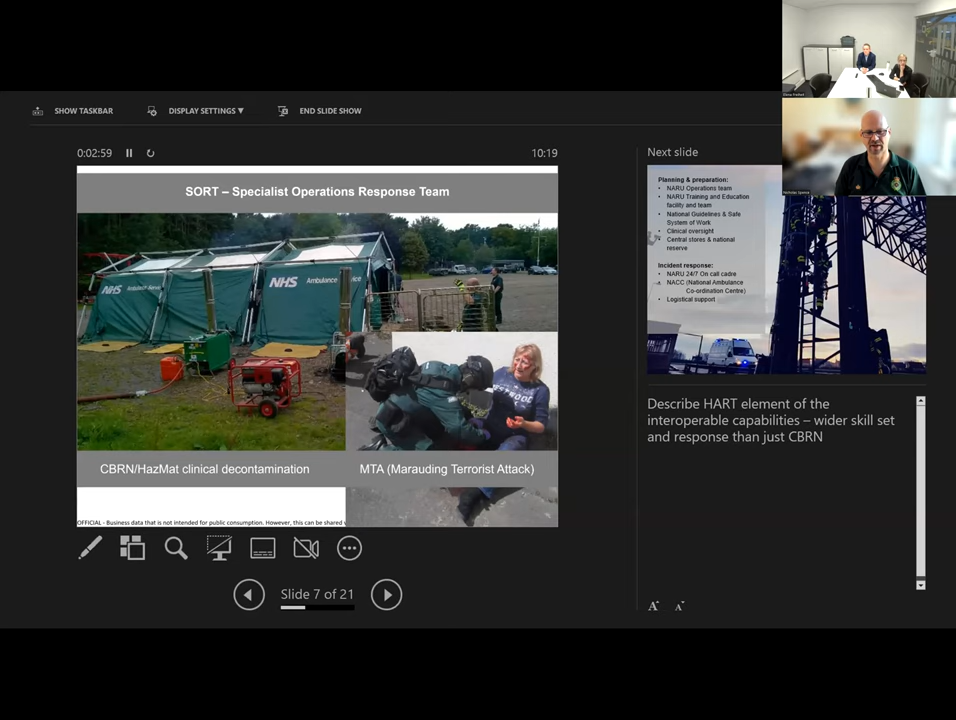 SHOW TASKBAR
DISPLAY SETTINGS ▼
END SLIDE SHOW
0:02:59
10:19
SORT – Specialist Operations Response Team
NHS Ambulance Service
NHS Ambulance Service
CBRN/HazMat clinical decontamination
MTA (Marauding Terrorist Attack)
OFFICIAL - Business data that is not intended for public consumption. However, this can be shared
Slide 7 of 21
Next slide
Planning & preparation:
• NARU Operations team
• NARU Training and Education
facility and team
• National Guidelines & Safe
System of Work
• Clinical oversight
• Central stores & national
reserve
Incident response:
• NARU 24/7 On call cadre
• NACC (National Ambulance
Co-ordination Centre)
• Logistical support
Describe HART element of the
interoperable capabilities – wider skill set
and response than just CBRN
A A